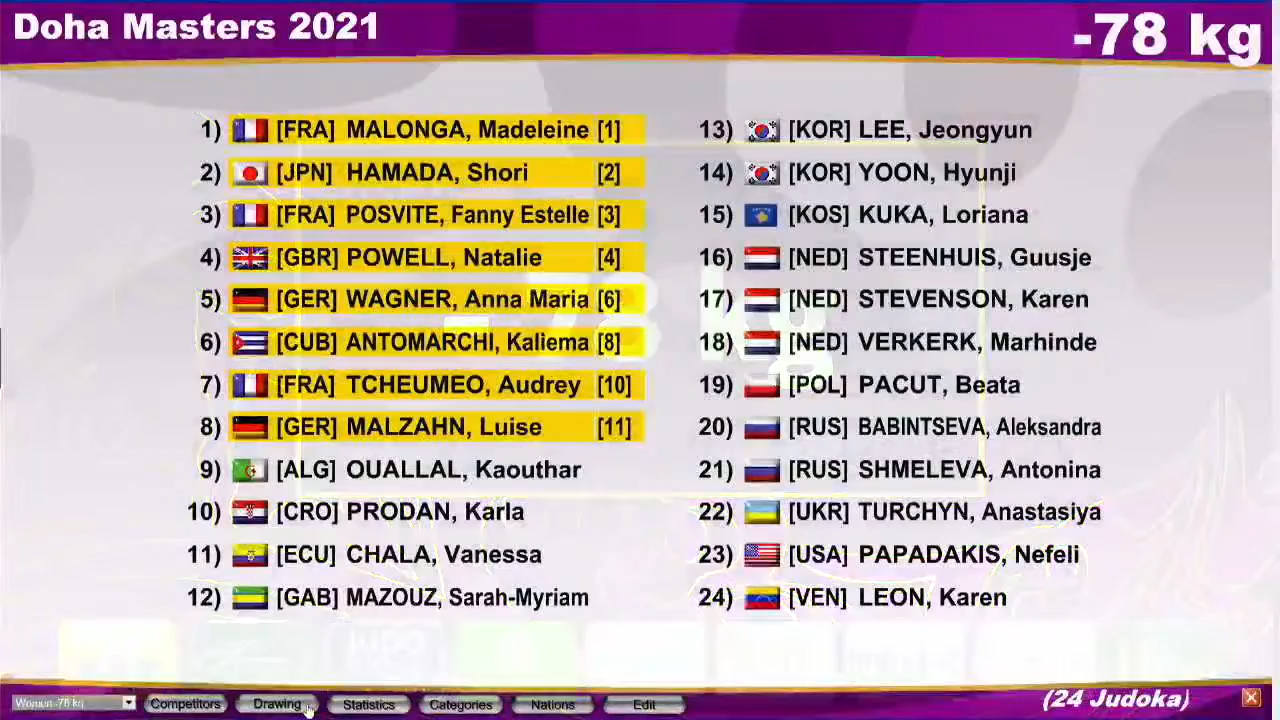 Doha Masters 2021
-78 kg
1) [FRA] MALONGA, Madeleine [1]
2) [JPN] HAMADA, Shori [2]
3) [FRA] POSVITE, Fanny Estelle [3]
4) [GBR] POWELL, Natalie [4]
5) [GER] WAGNER, Anna Maria [6]
6) [CUB] ANTOMARCHI, Kaliema [8]
7) [FRA] TCHEUMEO, Audrey [10]
8) [GER] MALZAHN, Luise [11]
9) [ALG] OUALLAL, Kaouthar
10) [CRO] PRODAN, Karla
11) [ECU] CHALA, Vanessa
12) [GAB] MAZOUZ, Sarah-Myriam
13) [KOR] LEE, Jeongyun
14) [KOR] YOON, Hyunji
15) [KOS] KUKA, Loriana
16) [NED] STEENHUIS, Guusje
17) [NED] STEVENSON, Karen
18) [NED] VERKERK, Marhinde
19) [POL] PACUT, Beata
20) [RUS] BABINTSEVA, Aleksandra
21) [RUS] SHMELEVA, Antonina
22) [UKR] TURCHYN, Anastasiya
23) [USA] PAPADAKIS, Nefeli
24) [VEN] LEON, Karen
- 78 kg
Women -78 kg
Competitors
Drawing
Statistics
Categories
Nations
Edit
(24 Judoka)